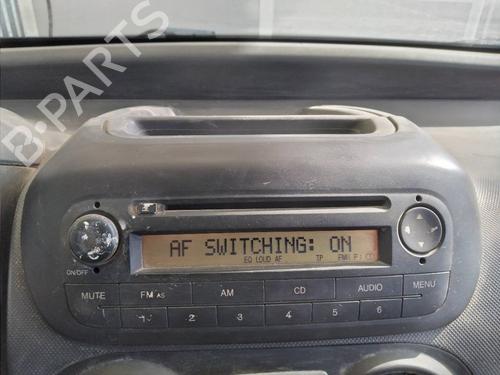 B-PARTS
AF SWITCHING: ON
EQ LOUD AF TP
ON/OFF
MUTE FM AS AM CD AUDIO MENU
1 2 3 4 5 6